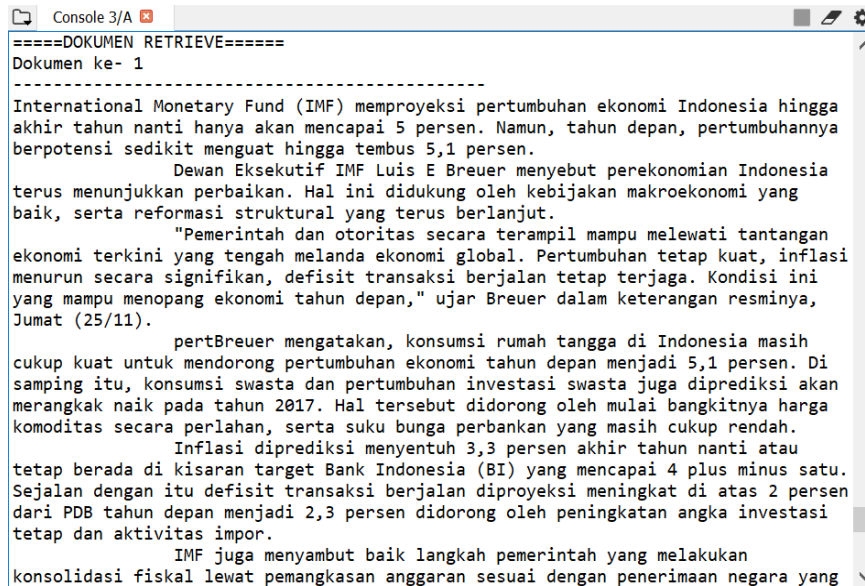 Console 3/A
=====DOKUMEN RETRIEVE======
Dokumen ke- 1
-----------------------------------------------
International Monetary Fund (IMF) memproyeksi pertumbuhan ekonomi Indonesia hingga
akhir tahun nanti hanya akan mencapai 5 persen. Namun, tahun depan, pertumbuhannya
berpotensi sedikit menguat hingga tembus 5,1 persen.
Dewan Eksekutif IMF Luis E Breuer menyebut perekonomian Indonesia
terus menunjukkan perbaikan. Hal ini didukung oleh kebijakan makroekonomi yang
baik, serta reformasi struktural yang terus berlanjut.
"Pemerintah dan otoritas secara terampil mampu melewati tantangan
ekonomi terkini yang tengah melanda ekonomi global. Pertumbuhan tetap kuat, inflasi
menurun secara signifikan, defisit transaksi berjalan tetap terjaga. Kondisi ini
yang mampu menopang ekonomi tahun depan," ujar Breuer dalam keterangan resminya,
Jumat (25/11).
pertBreuer mengatakan, konsumsi rumah tangga di Indonesia masih
cukup kuat untuk mendorong pertumbuhan ekonomi tahun depan menjadi 5,1 persen. Di
samping itu, konsumsi swasta dan pertumbuhan investasi swasta juga diprediksi akan
merangkak naik pada tahun 2017. Hal tersebut didorong oleh mulai bangkitnya harga
komoditas secara perlahan, serta suku bunga perbankan yang masih cukup rendah.
Inflasi diprediksi menyentuh 3,3 persen akhir tahun nanti atau
tetap berada di kisaran target Bank Indonesia (BI) yang mencapai 4 plus minus satu.
Sejalan dengan itu defisit transaksi berjalan diproyeksi meningkat di atas 2 persen
dari PDB tahun depan menjadi 2,3 persen didorong oleh peningkatan angka investasi
tetap dan aktivitas impor.
IMF juga menyambut baik langkah pemerintah yang melakukan
konsolidasi fiskal lewat pemangkasan anggaran sesuai dengan penerimaan negara yang